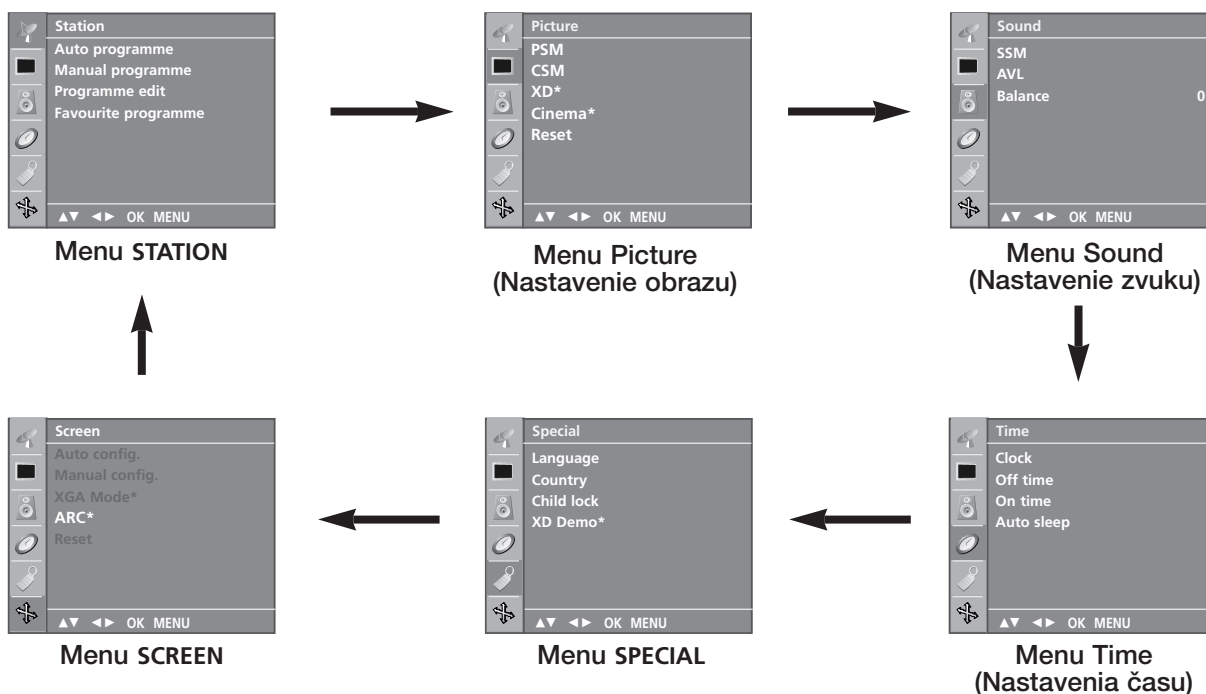 Station
Auto programme
Manual programme
Programme edit
Favourite programme
▲▼ ◄► OK MENU
Menu STATION
Picture
PSM
CSM
XD*
Cinema*
Reset
▲▼ ◄► OK MENU
Menu Picture
(Nastavenie obrazu)
Sound
SSM
AVL
Balance 0
▲▼ ◄► OK MENU
Menu Sound
(Nastavenie zvuku)
Screen
Auto config.
Manual config.
XGA Mode*
ARC*
Reset
▲▼ ◄► OK MENU
Menu SCREEN
Special
Language
Country
Child lock
XD Demo*
▲▼ ◄► OK MENU
Menu SPECIAL
Time
Clock
Off time
On time
Auto sleep
▲▼ ◄► OK MENU
Menu Time
(Nastavenia času)